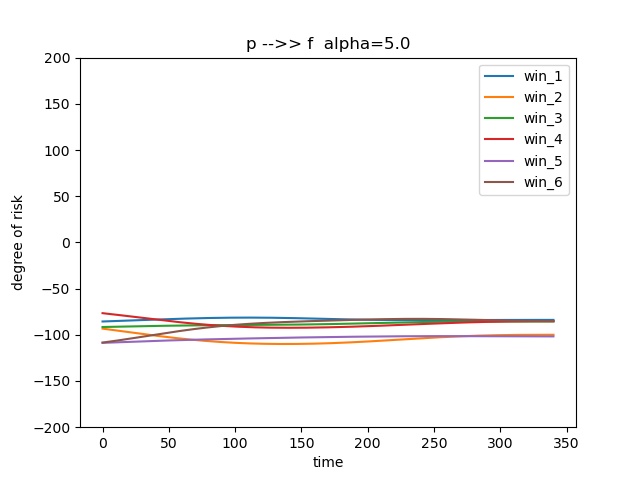 p -->> f  alpha=5.0
200
150
100
50
0
−50
−100
−150
−200
degree of risk
0 50 100 150 200 250 300 350
time
win_1
win_2
win_3
win_4
win_5
win_6